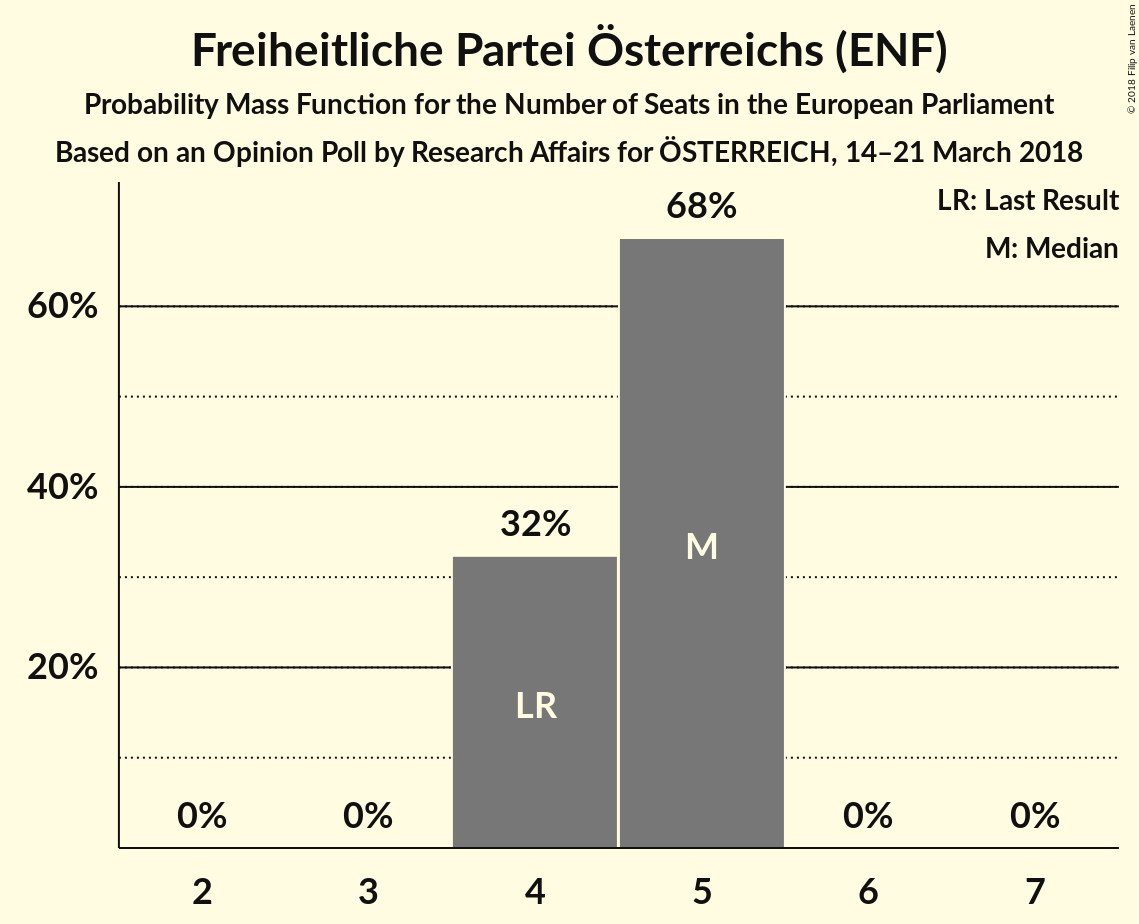 Freiheitliche Partei Österreichs (ENF)
Probability Mass Function for the Number of Seats in the European Parliament
Based on an Opinion Poll by Research Affairs for ÖSTERREICH, 14–21 March 2018
© 2018 Filip van Laenen
LR: Last Result
M: Median
68%
60%
40%
32%
M
20%
LR
0% 0% 0% 0%
2 3 4 5 6 7